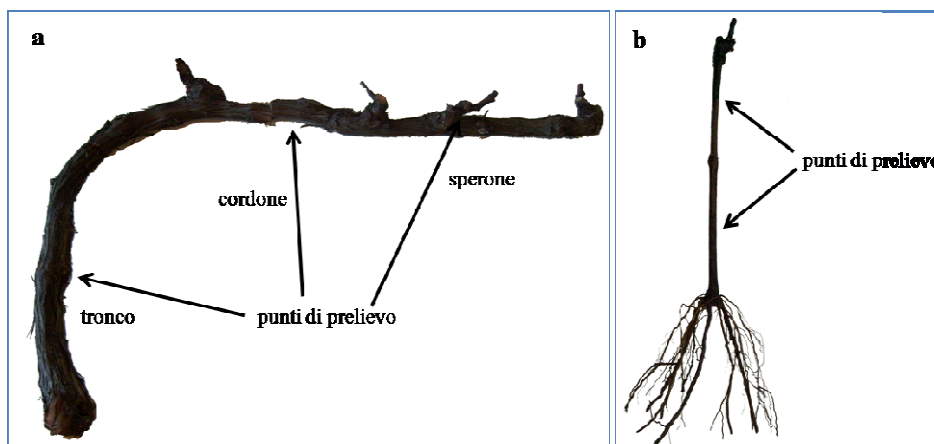 a
sperone
cordone
tronco
punti di prelievo
b
punti di prelievo